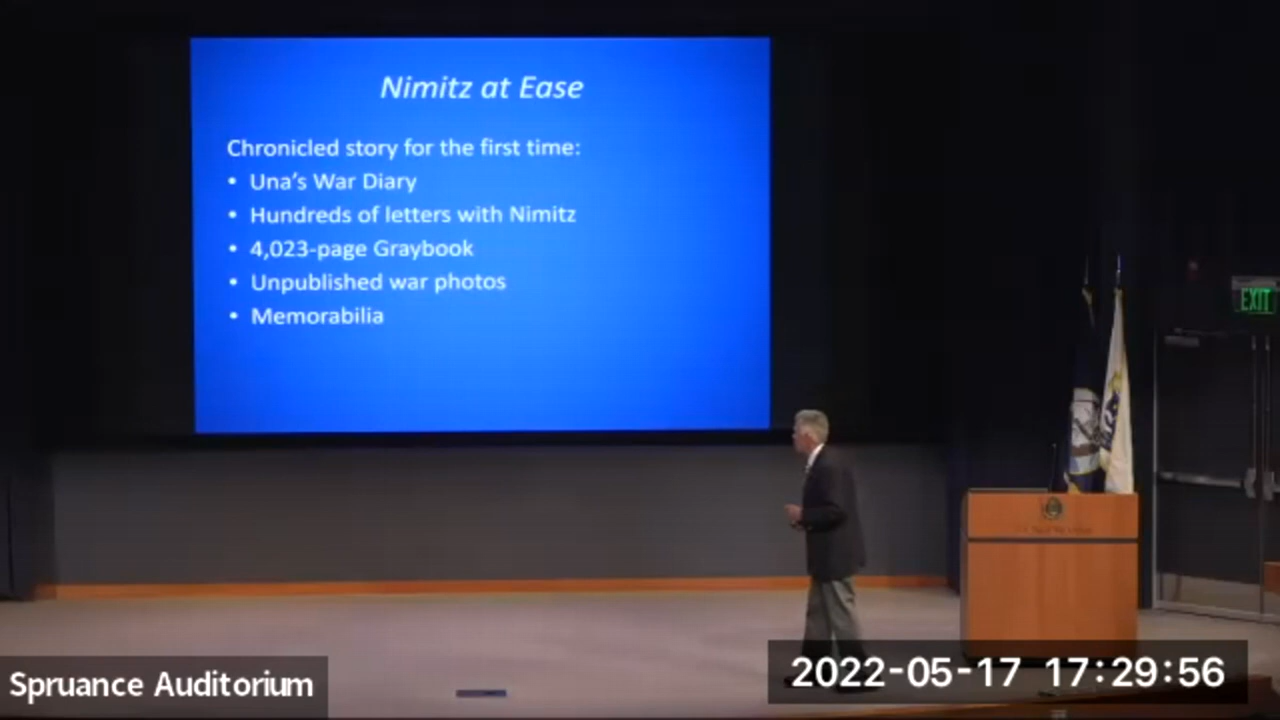 Nimitz at Ease
Chronicled story for the first time:
• Una's War Diary
• Hundreds of letters with Nimitz
• 4,023-page Graybook
• Unpublished war photos
• Memorabilia
EXIT
Spruance Auditorium
2022-05-17 17:29:56